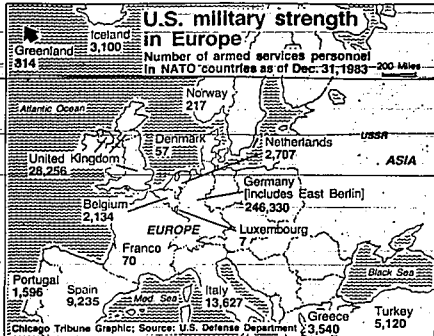 U.S. military strength
in Europe
Number of armed services personnel
in NATO countries as of Dec. 31, 1983
200 Miles
Iceland
3,100
Greenland
314
Norway
217
Atlantic Ocean
Denmark
57
Netherlands
2,707
USSR
ASIA
United Kingdom
28,256
Germany
[includes East Berlin]
246,330
Belgium
2,134
EUROPE
Luxembourg
7
France
70
Black Sea
Portugal
1,596
Spain
9,235
Med. Sea
Italy
13,627
Greece
3,540
Turkey
5,120
Chicago Tribune Graphic; Source: U.S. Defense Department